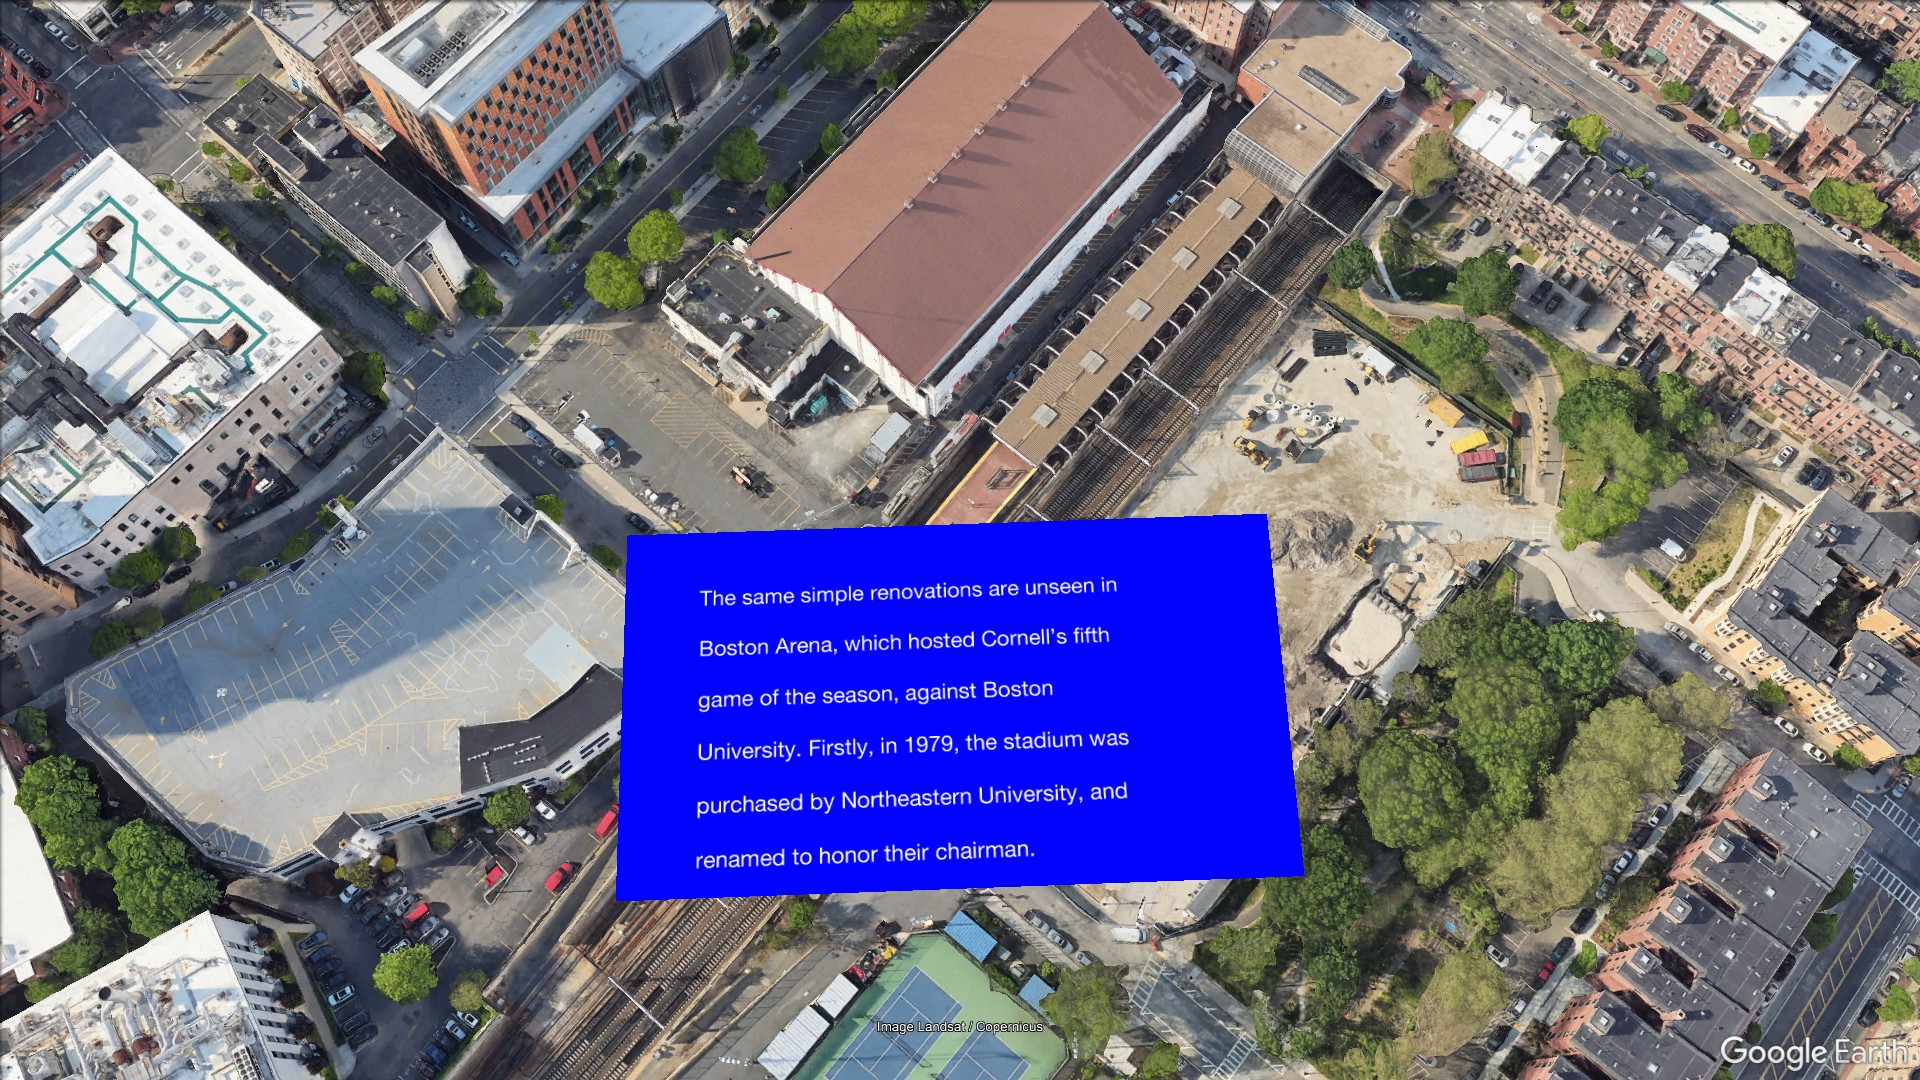 The same simple renovations are unseen in
Boston Arena, which hosted Cornell’s fifth
game of the season, against Boston
University. Firstly, in 1979, the stadium was
purchased by Northeastern University, and
renamed to honor their chairman.
Image Landsat / Copernicus
Google Earth